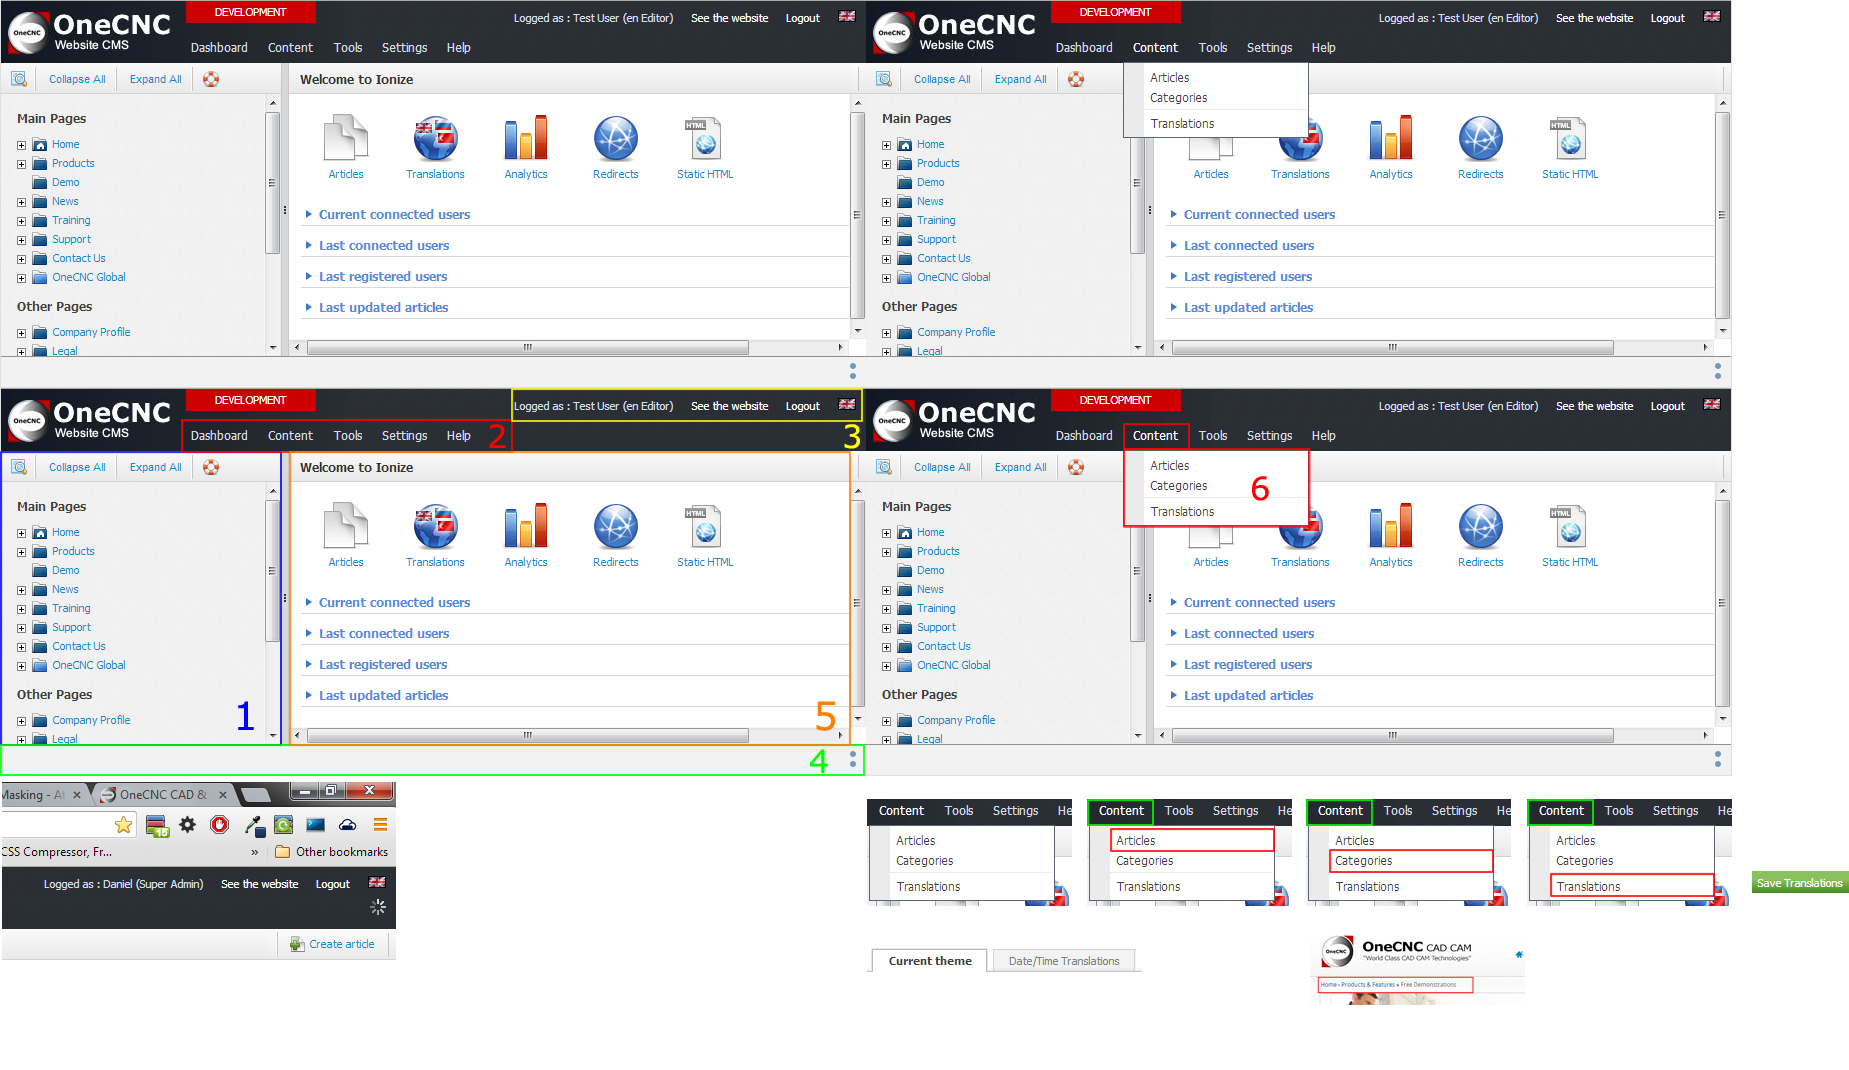 OneCNC
OneCNC
Website CMS
DEVELOPMENT
Logged as : Test User (en Editor) See the website Logout
Dashboard Content Tools Settings Help
Collapse All Expand All
Welcome to Ionize
Main Pages
Home
Products
Demo
News
Training
Support
Contact Us
OneCNC Global
Other Pages
Company Profile
Legal
Articles Translations Analytics Redirects Static HTML
HTML
Current connected users
Last connected users
Last registered users
Last updated articles
OneCNC
OneCNC
Website CMS
DEVELOPMENT
Logged as : Test User (en Editor) See the website Logout
Dashboard Content Tools Settings Help
Articles
Categories
Translations
Collapse All Expand All
Main Pages
Home
Products
Demo
News
Training
Support
Contact Us
OneCNC Global
Other Pages
Company Profile
Legal
Articles Translations Analytics Redirects Static HTML
HTML
Current connected users
Last connected users
Last registered users
Last updated articles
OneCNC
OneCNC
Website CMS
DEVELOPMENT
Logged as : Test User (en Editor) See the website Logout
3
Dashboard Content Tools Settings Help 2
Collapse All Expand All
Welcome to Ionize
Main Pages
Home
Products
Demo
News
Training
Support
Contact Us
OneCNC Global
Other Pages
Company Profile
Legal
1
Articles Translations Analytics Redirects Static HTML
HTML
Current connected users
Last connected users
Last registered users
Last updated articles
5
4
OneCNC
OneCNC
Website CMS
DEVELOPMENT
Logged as : Test User (en Editor) See the website Logout
Dashboard Content Tools Settings Help
Articles
Categories
Translations
6
Collapse All Expand All
Main Pages
Home
Products
Demo
News
Training
Support
Contact Us
OneCNC Global
Other Pages
Company Profile
Legal
Articles Translations Analytics Redirects Static HTML
HTML
Current connected users
Last connected users
Last registered users
Last updated articles
Masking - At OneCNC CAD &
15
CSS Compressor, Fr... » Other bookmarks
Logged as : Daniel (Super Admin) See the website Logout
Create article
Content Tools Settings He
Articles
Categories
Translations
Content Tools Settings He
Articles
Categories
Translations
Content Tools Settings He
Articles
Categories
Translations
Content Tools Settings He
Articles
Categories
Translations
Save Translations
Current theme Date/Time Translations
OneCNC
OneCNC CAD CAM
"World Class CAD CAM Technologies"
Home » Products & Features » Free Demonstrations